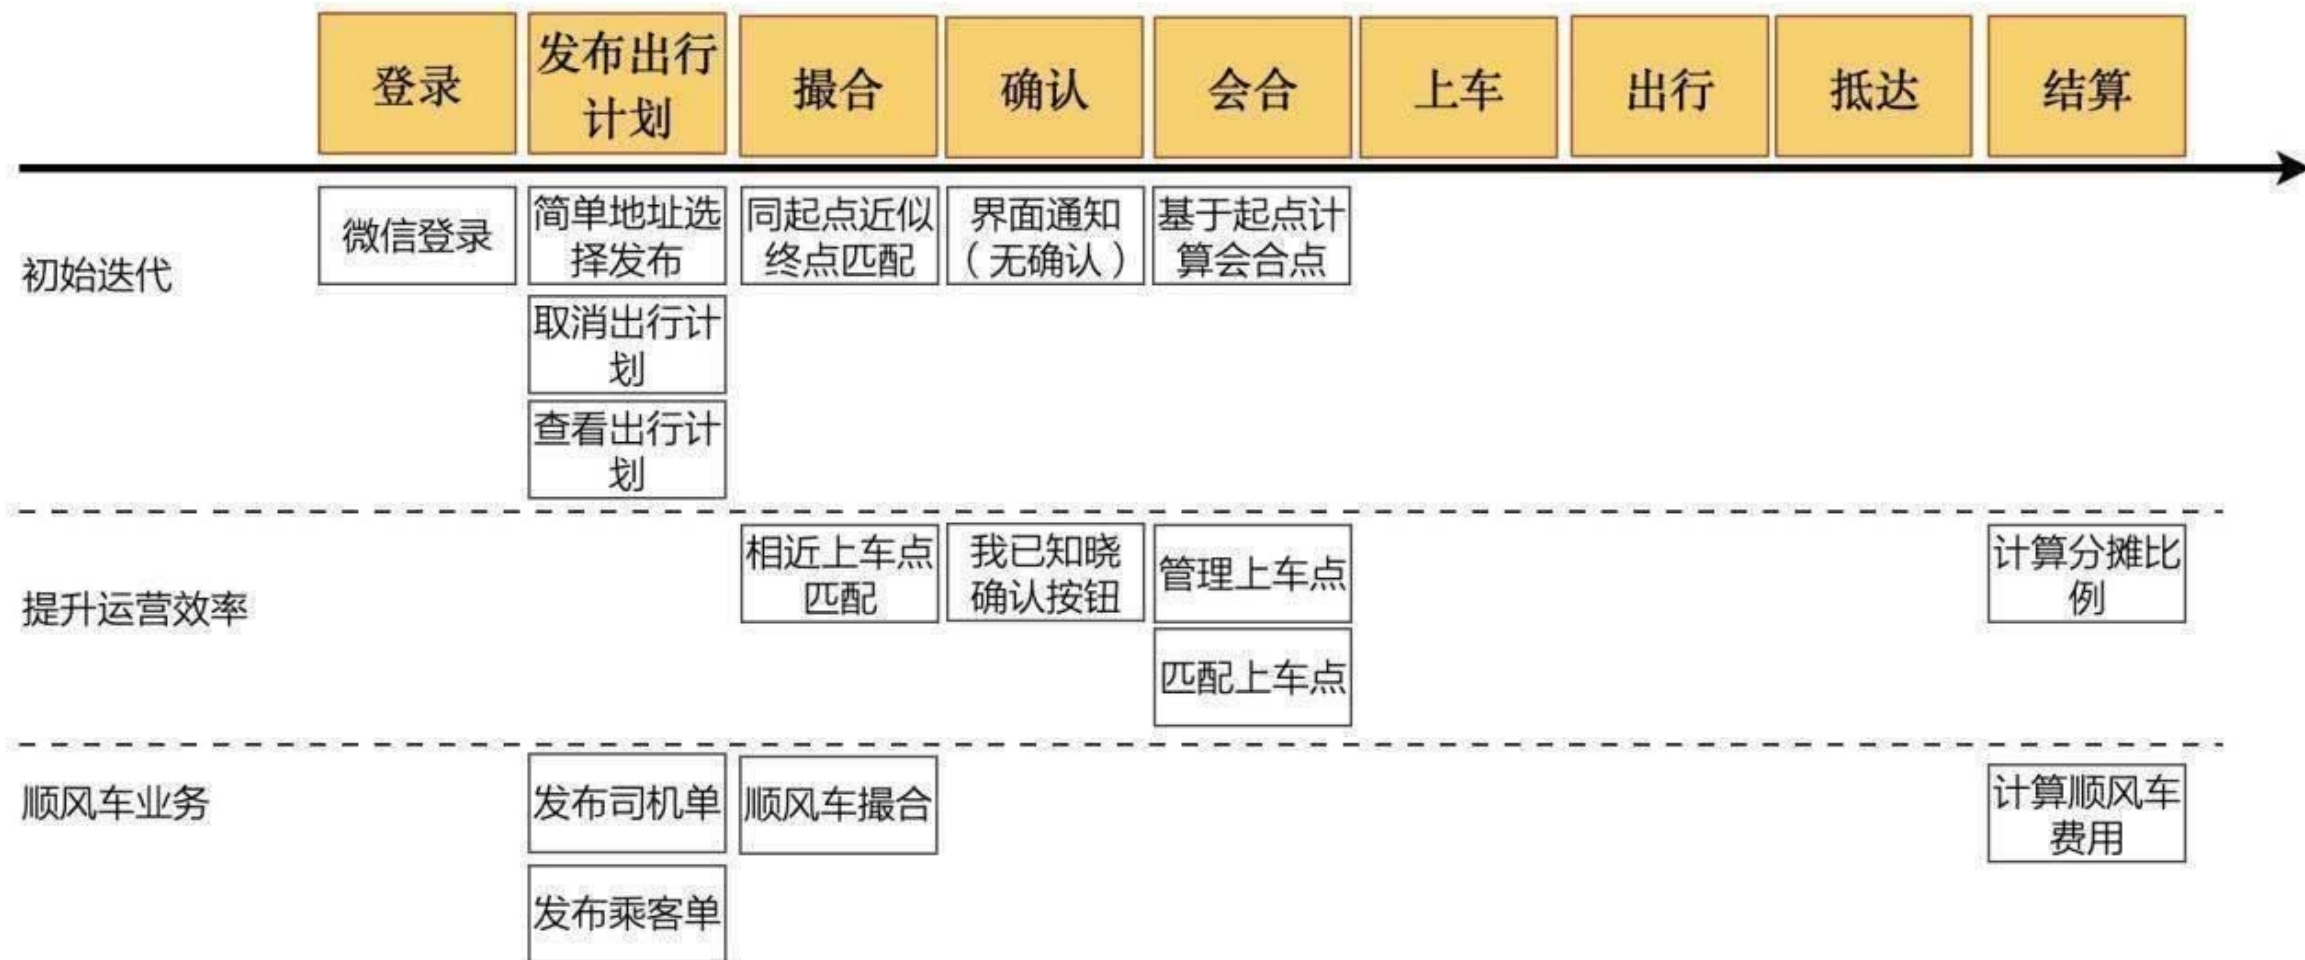 登录
发布出行
计划
撮合
确认
会合
上车
出行
抵达
结算
初始迭代
微信登录
简单地址选
择发布
同起点近似
终点匹配
界面通知
（无确认）
基于起点计
算会合点
取消出行计
划
查看出行计
划
提升运营效率
相近上车点
匹配
我已知晓
确认按钮
管理上车点
计算分摊比
例
匹配上车点
顺风车业务
发布司机单
顺风车撮合
计算顺风车
费用
发布乘客单